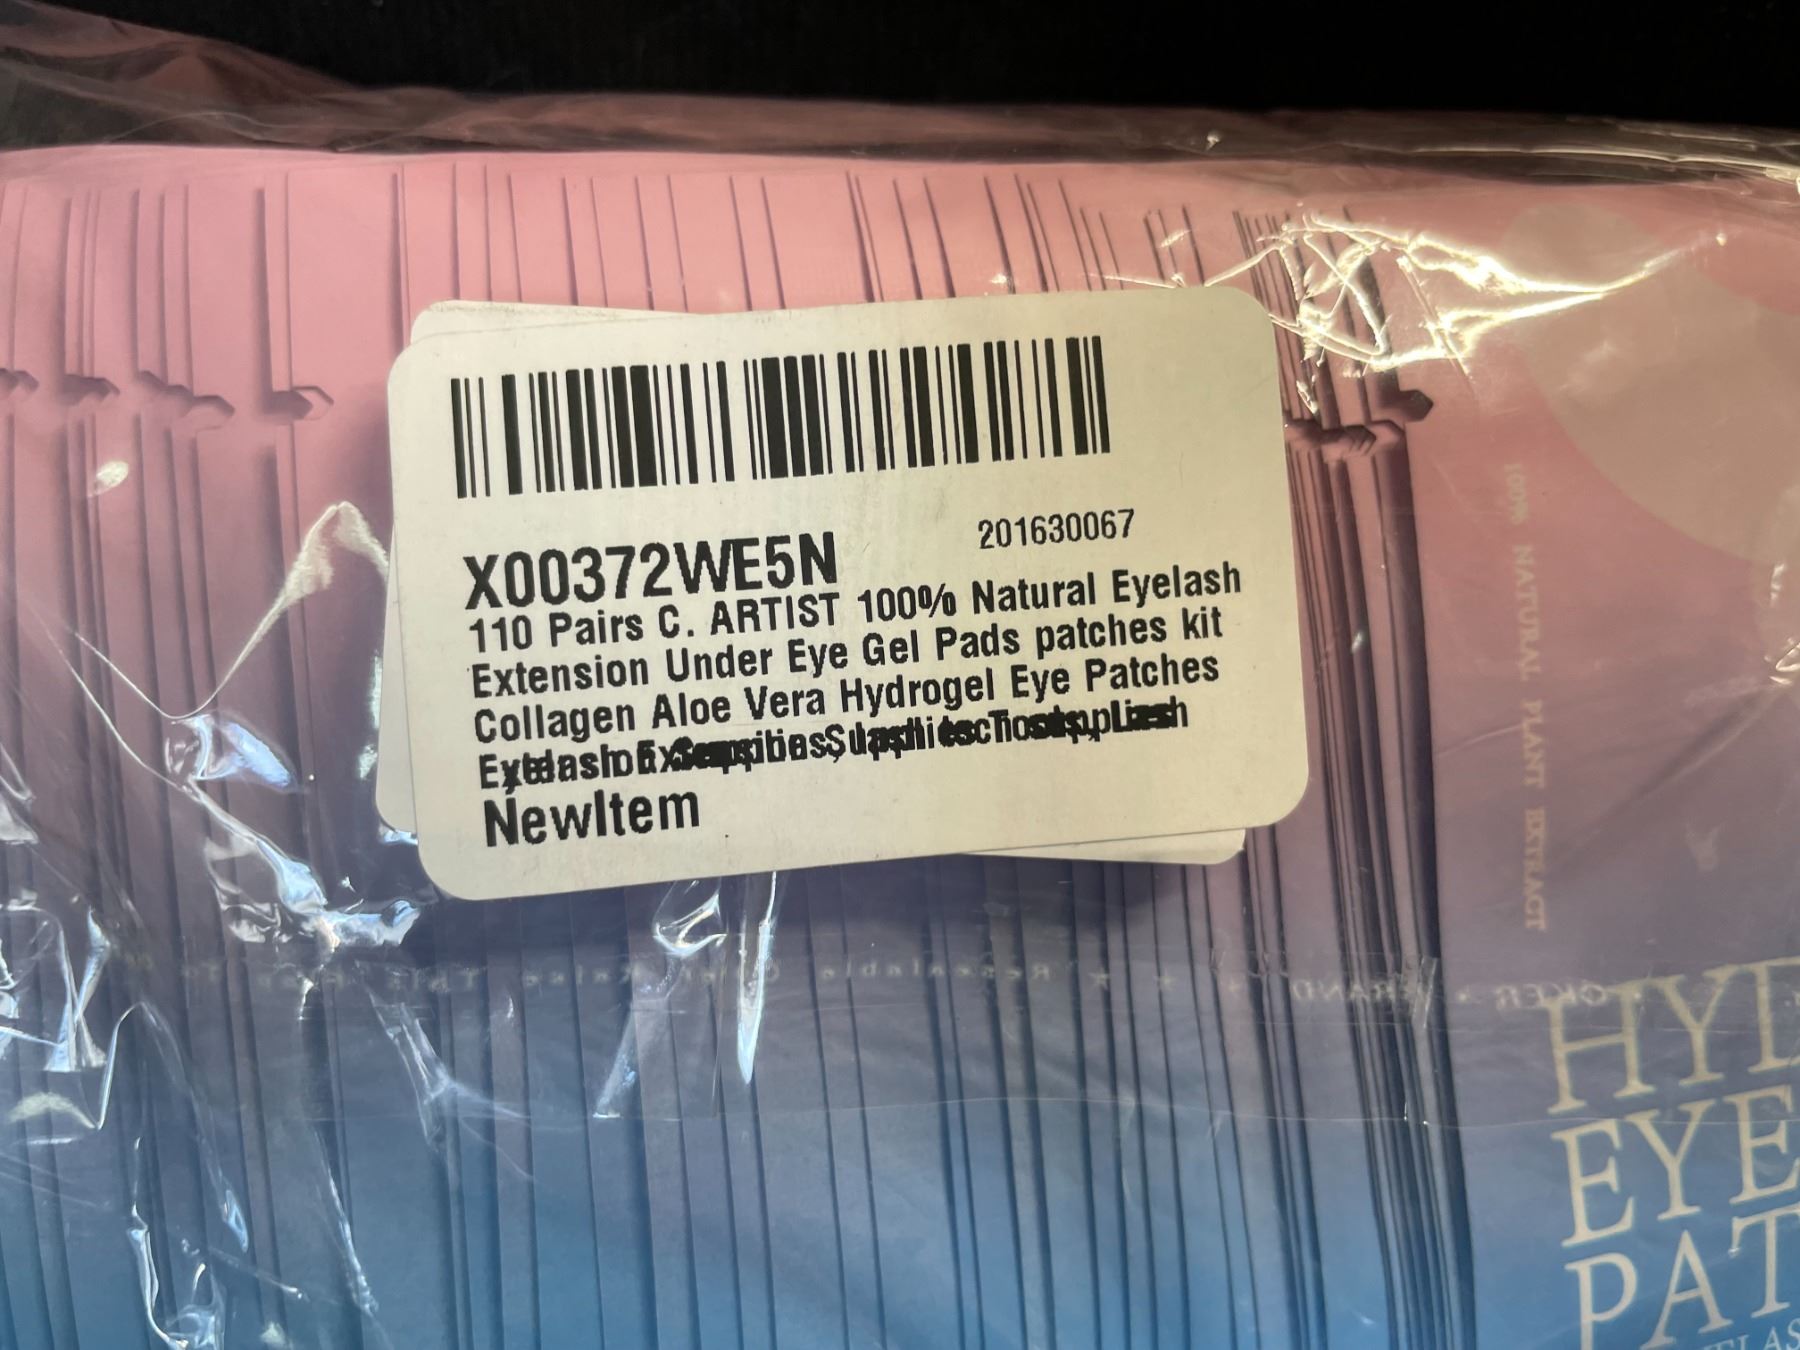 X00372WE5N
201630067
110 Pairs C. ARTIST 100% Natural Eyelash
Extension Under Eye Gel Pads patches kit
Collagen Aloe Vera Hydrogel Eye Patches
NewItem
100% NATURAL PLANT EXTRACT
HYD
EYE
PAT